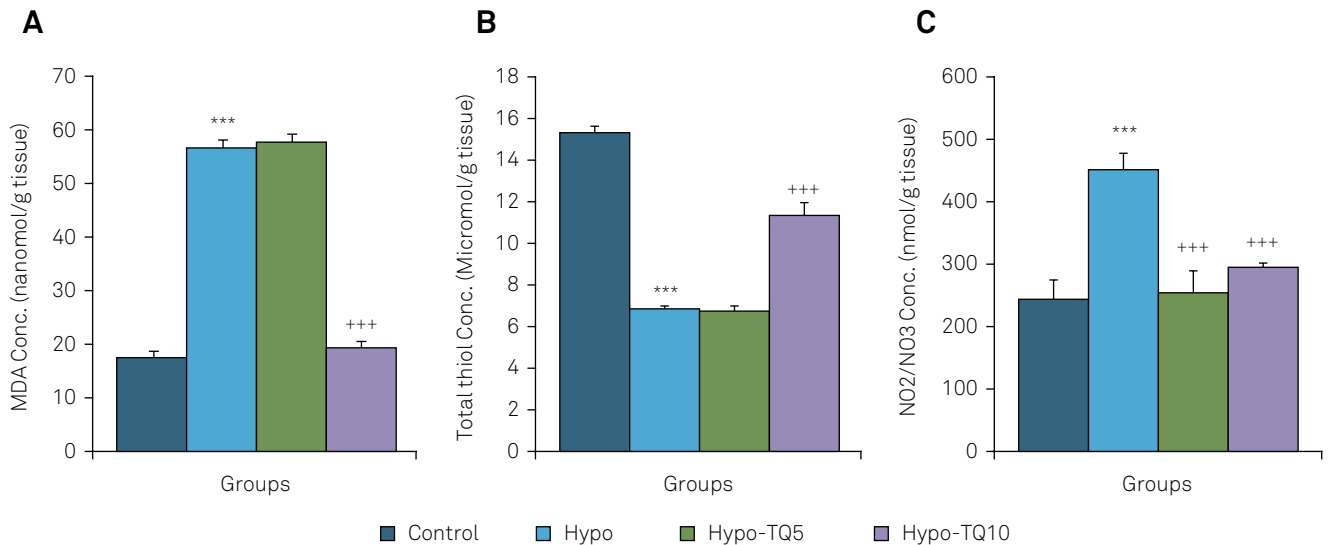 A
MDA Conc. (nanomol/g tissue)
70
60
50
40
30
20
10
0
***
+++
Groups
B
Total thiol Conc. (Micromol/g tissue)
18
16
14
12
10
8
6
4
2
0
***
+++
Groups
C
NO2/NO3 Conc. (nmol/g tissue)
600
500
400
300
200
100
0
***
+++
+++
Groups
Control
Hypo
Hypo-TQ5
Hypo-TQ10